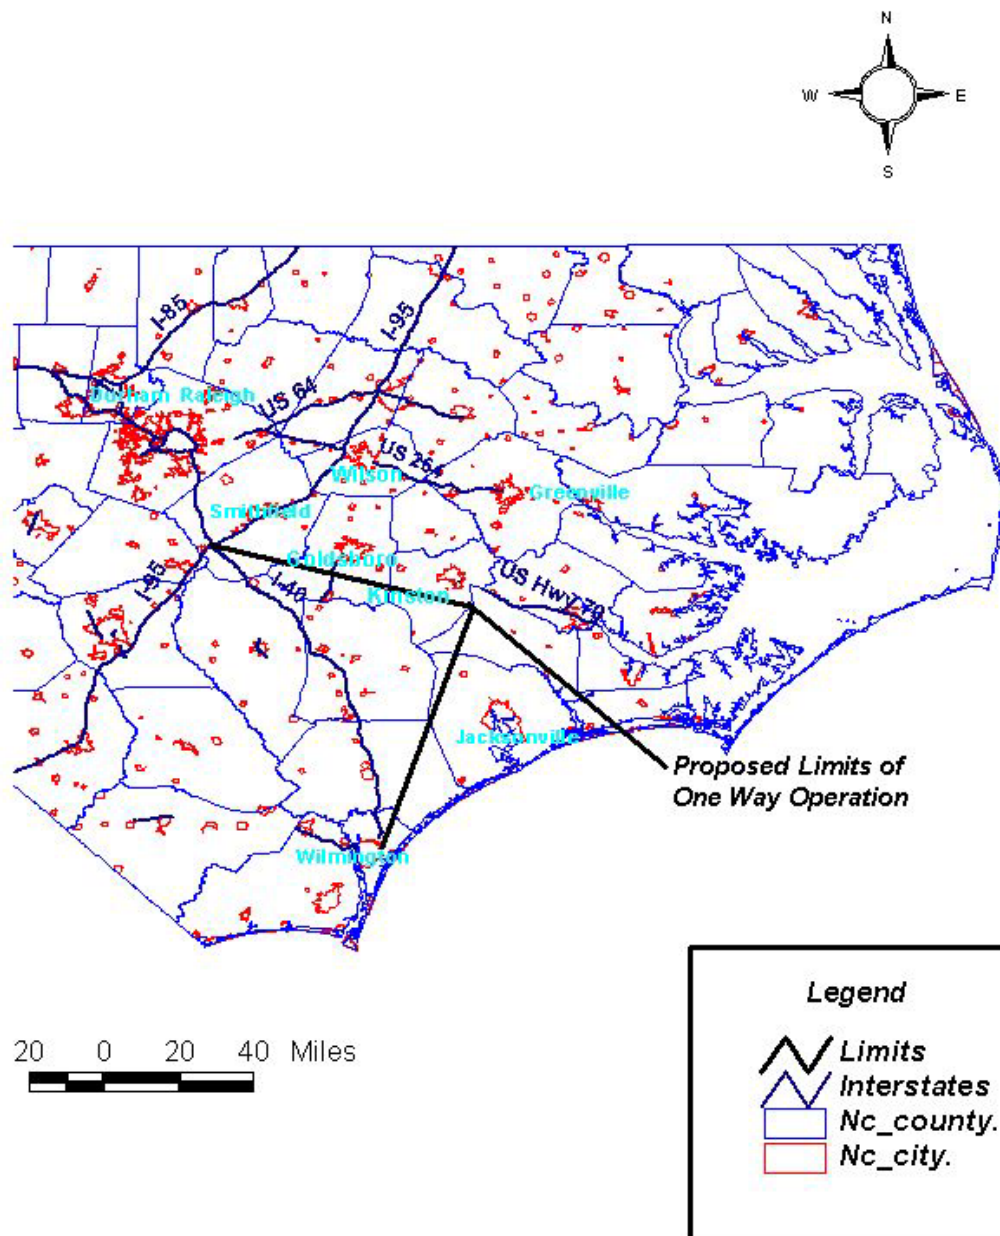 N
W E
S
I-85
I-95
Durham Raleigh
US 64
US 264
Wilson
Greenville
Smithfield
Goldsboro
US Hwy 70
I-95
I-40
Kinston
Jacksonville
Proposed Limits of
One Way Operation
Wilmington
Legend
20 0 20 40 Miles
Limits
Interstates
Nc_county.
Nc_city.